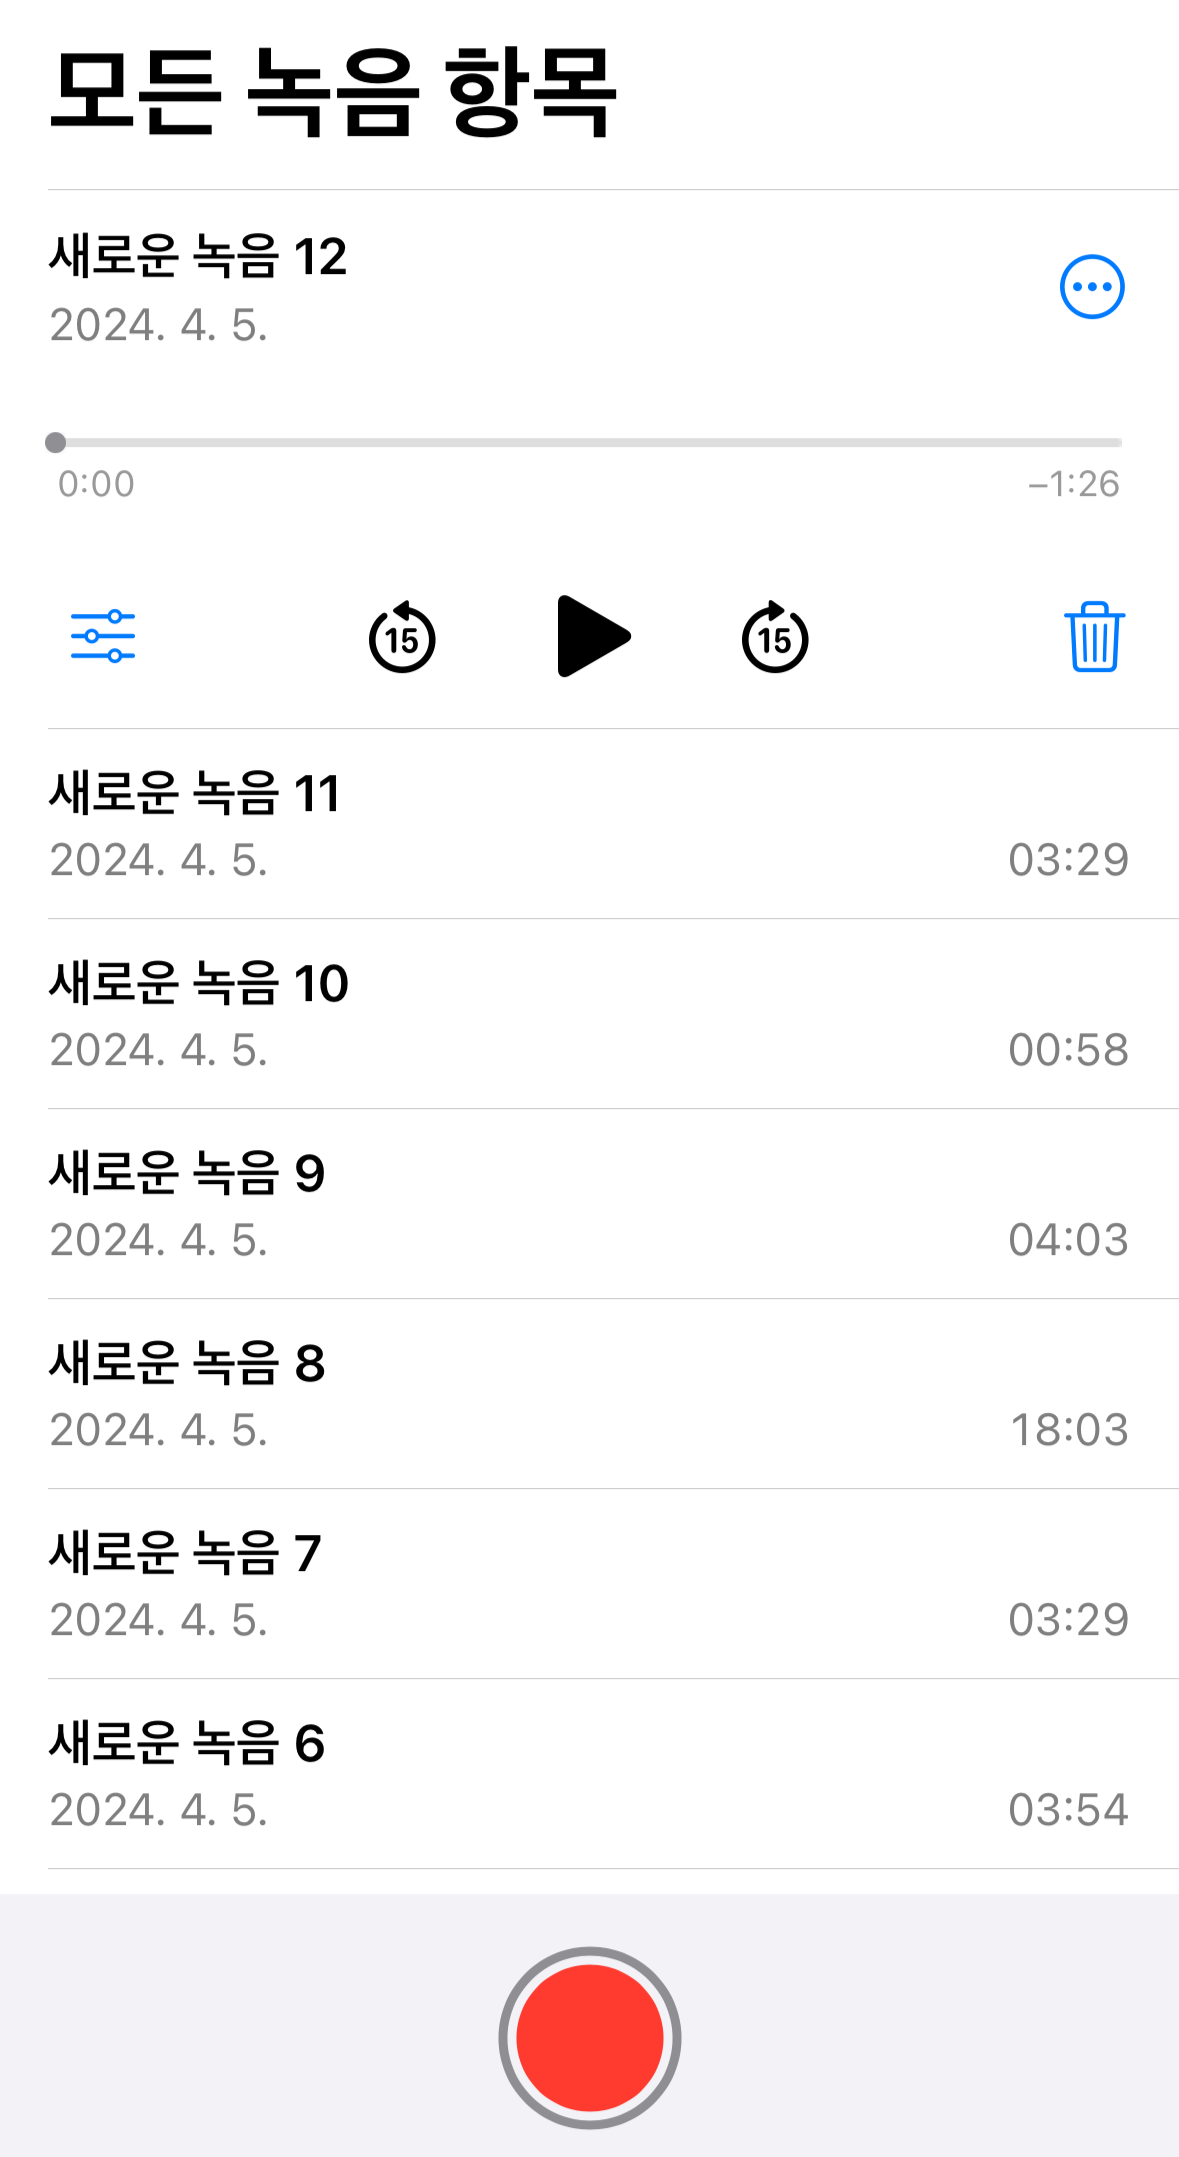 모든 녹음 항목
새로운 녹음 12
2024. 4. 5.
0:00
–1:26
15
15
새로운 녹음 11
2024. 4. 5.
03:29
새로운 녹음 10
2024. 4. 5.
00:58
새로운 녹음 9
2024. 4. 5.
04:03
새로운 녹음 8
2024. 4. 5.
18:03
새로운 녹음 7
2024. 4. 5.
03:29
새로운 녹음 6
2024. 4. 5.
03:54